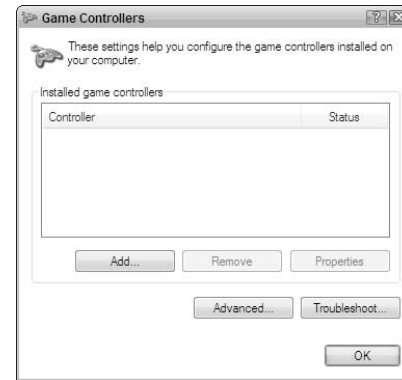 Game Controllers
These settings help you configure the game controllers installed on
your computer.
Installed game controllers
Controller Status
Add... Remove Properties
Advanced... Troubleshoot...
OK